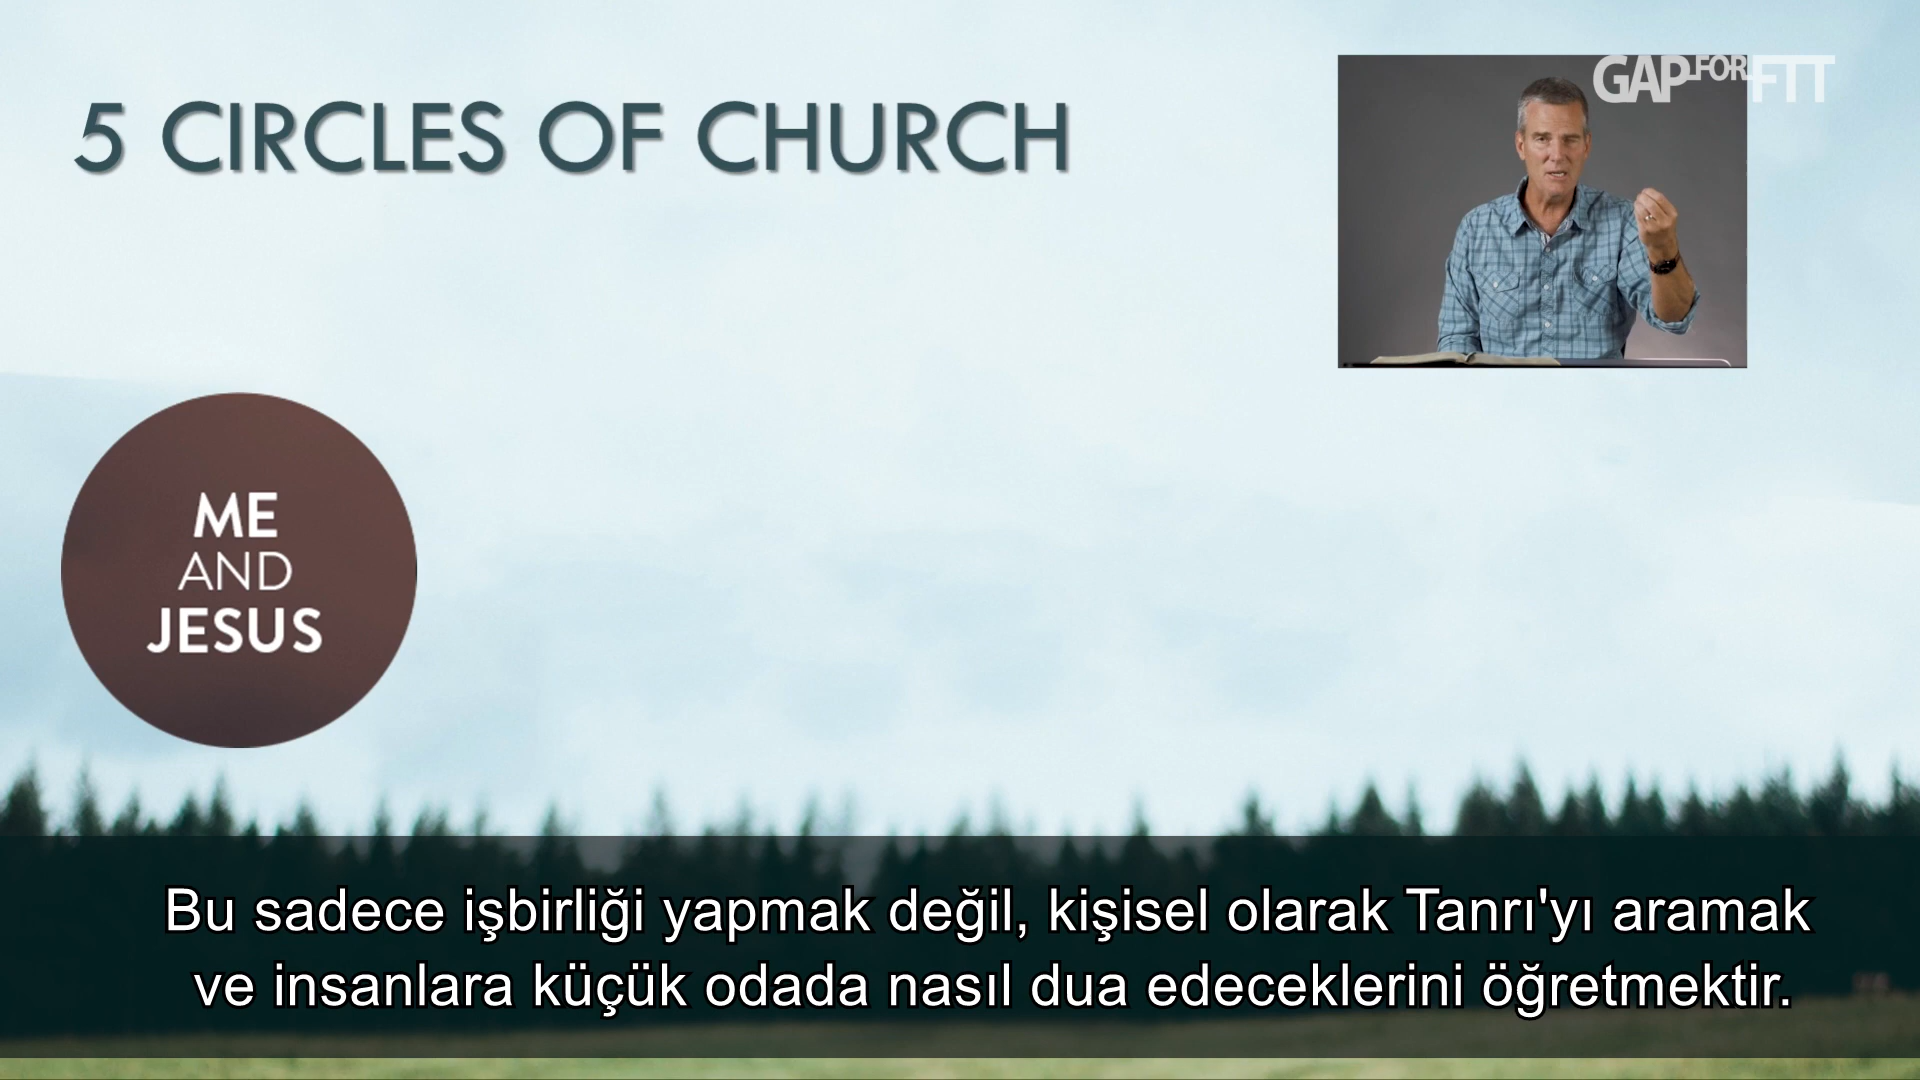 5 CIRCLES OF CHURCH
GAP FOR FTT
ME
AND
JESUS
Bu sadece işbirliği yapmak değil, kişisel olarak Tanrı'yı aramak
ve insanlara küçük odada nasıl dua edeceklerini öğretmektir.